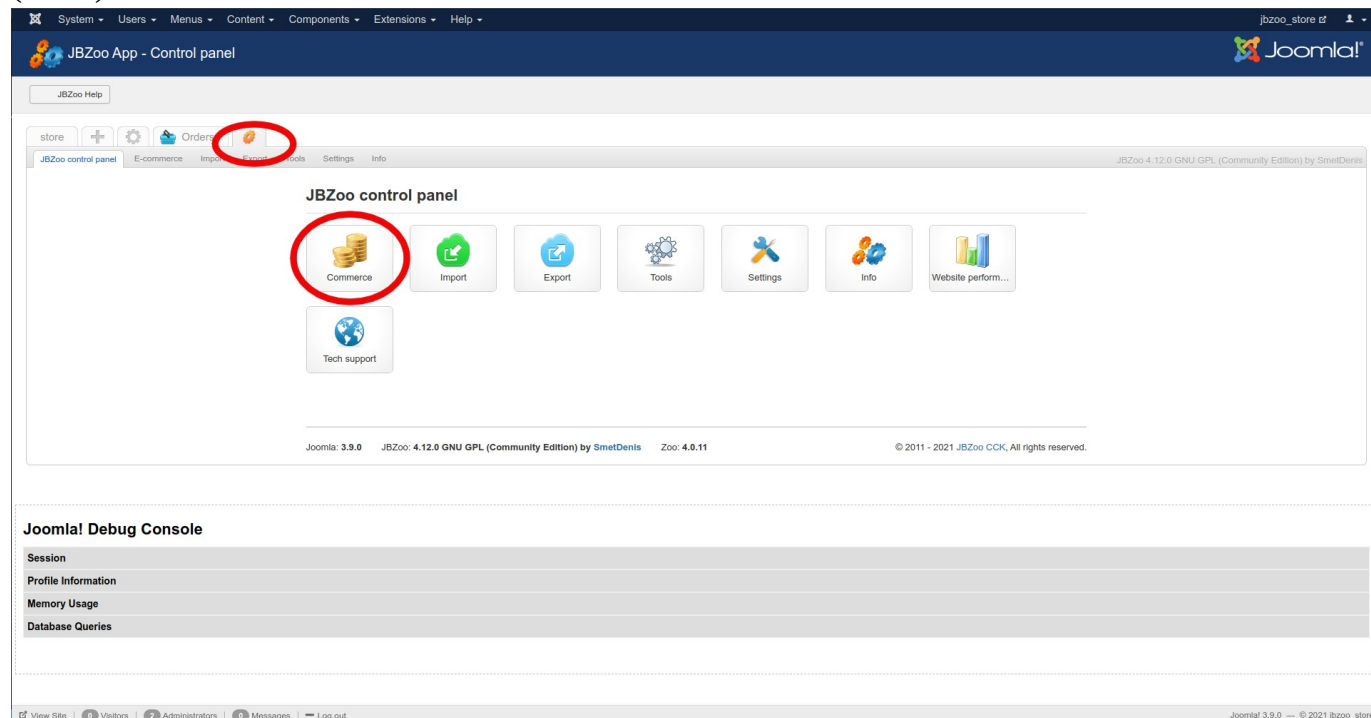 System Users Menus Content Components Extensions Help jbzoo_store
JBZoo App - Control panel Joomla!®
JBZoo Help
store Orders
JBZoo control panel E-commerce Import Export Tools Settings Info JBZoo 4.12.0 GNU GPL (Community Edition) by SmetDenis
JBZoo control panel
Commerce Import Export Tools Settings Info Website perform...
Tech support
Joomla: 3.9.0 JBZoo: 4.12.0 GNU GPL (Community Edition) by SmetDenis Zoo: 4.0.11 © 2011 - 2021 JBZoo CCK, All rights reserved.
Joomla! Debug Console
Session
Profile Information
Memory Usage
Database Queries
View Site 0 Visitors 2 Administrators 0 Messages Log out Joomla! 3.9.0 — © 2021 jbzoo_store